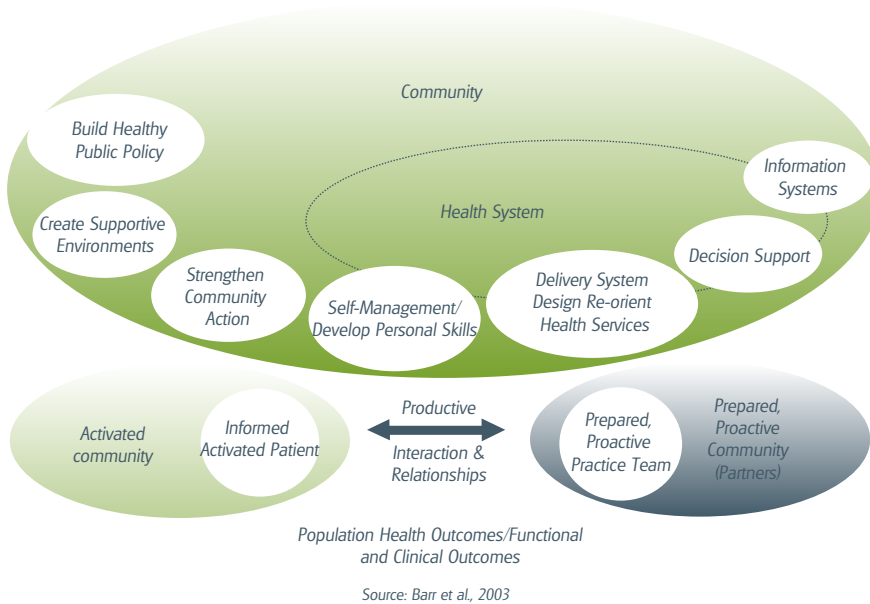 Community
Build Healthy
Public Policy
Information
Systems
Health System
Create Supportive
Environments
Decision Support
Strengthen
Community
Action
Self-Management/
Develop Personal Skills
Delivery System
Design Re-orient
Health Services
Activated
community
Informed
Activated Patient
Productive
Interaction &
Relationships
Prepared,
Proactive
Practice Team
Prepared,
Proactive
Community
(Partners)
Population Health Outcomes/Functional
and Clinical Outcomes
Source: Barr et al., 2003